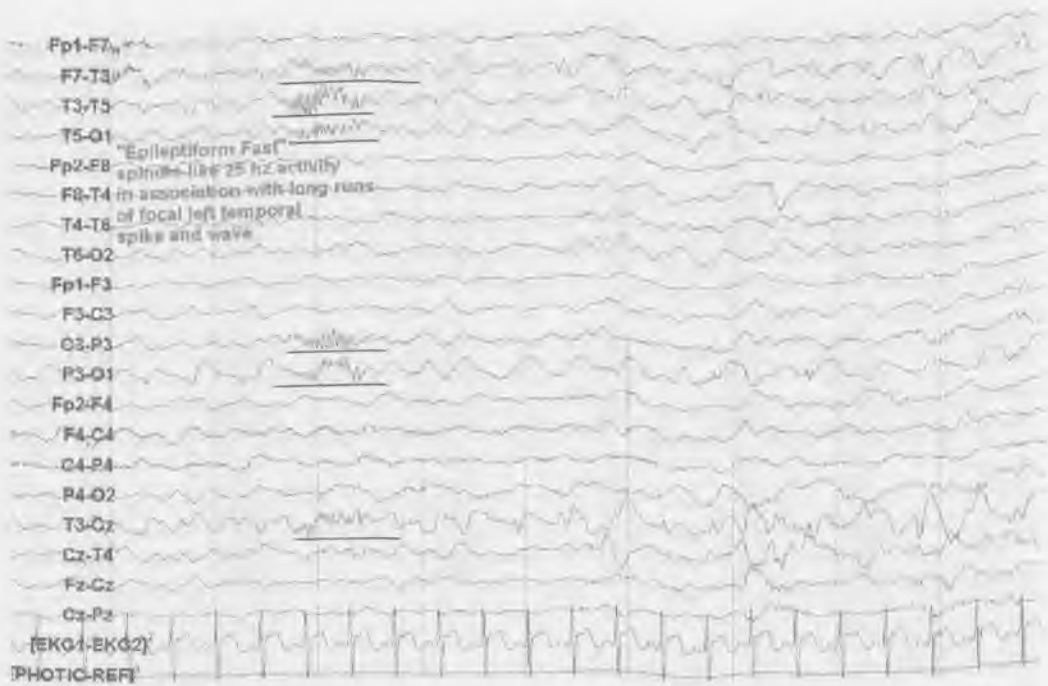 Fp1-F7
F7-T3
T3-T5
T5-O1
"Epileptiform Fast"
Fp2-F8 spindle-like 25 hz activity
F8-T4 in association with long runs
T4-T6 of focal left temporal
spike and wave
T6-O2
Fp1-F3
F3-C3
C3-P3
P3-O1
Fp2-F4
F4-C4
C4-P4
P4-O2
T3-Cz
Cz-T4
Fz-Cz
Cz-Pz
[EKG1-EKG2]
[PHOTIC-REF]